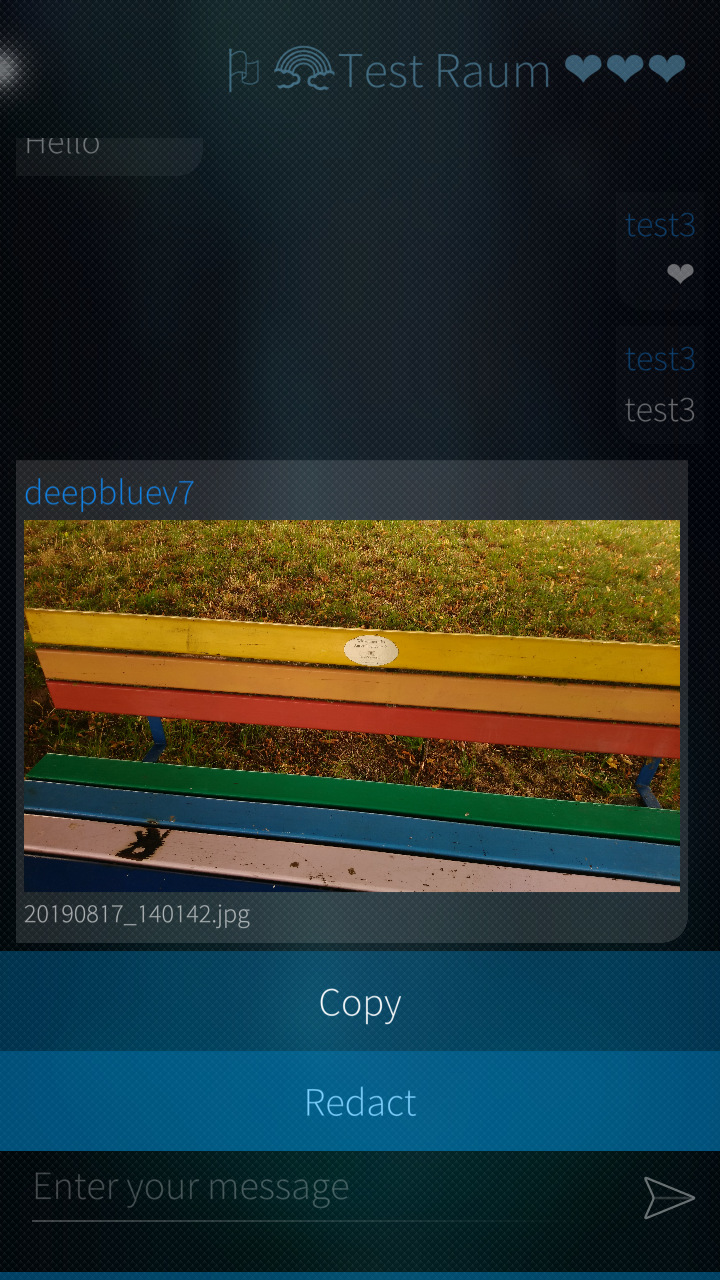 🏳 🌈Test Raum ❤❤❤
Hello
test3
❤
test3
test3
deepbluev7
20190817_140142.jpg
Copy
Redact
Enter your message